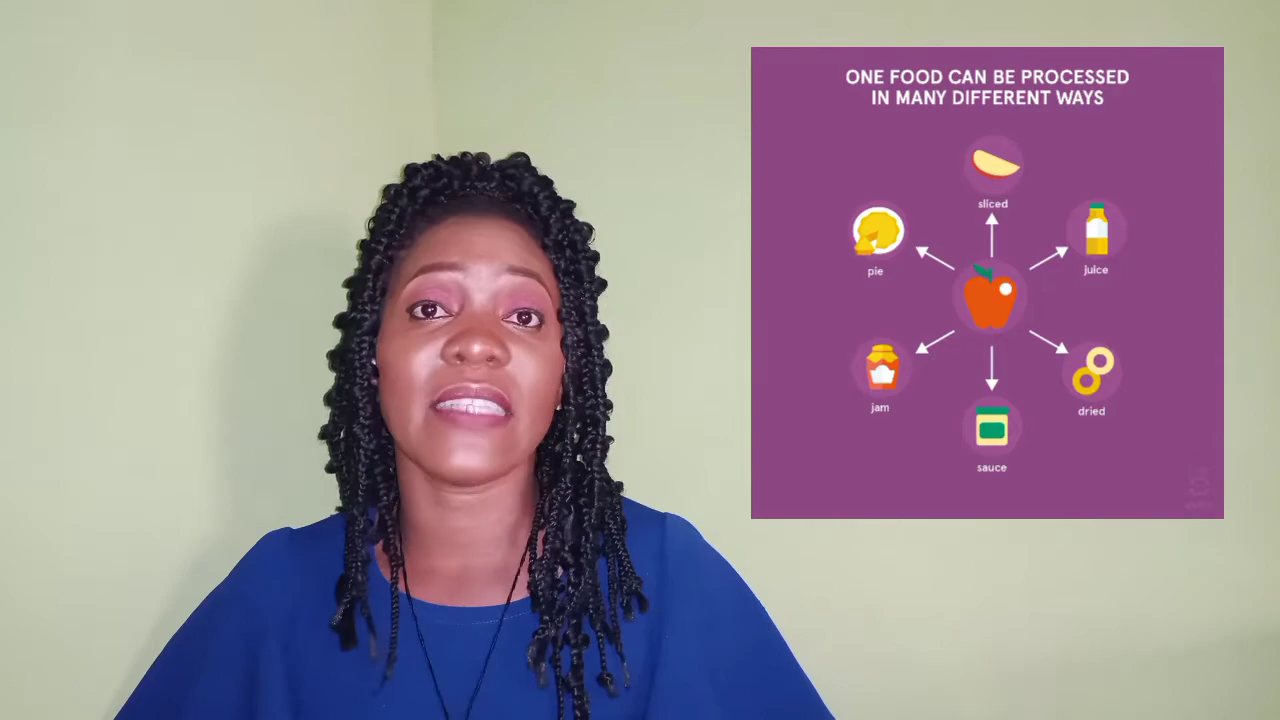 ONE FOOD CAN BE PROCESSED
IN MANY DIFFERENT WAYS
sliced
pie
juice
jam
dried
sauce